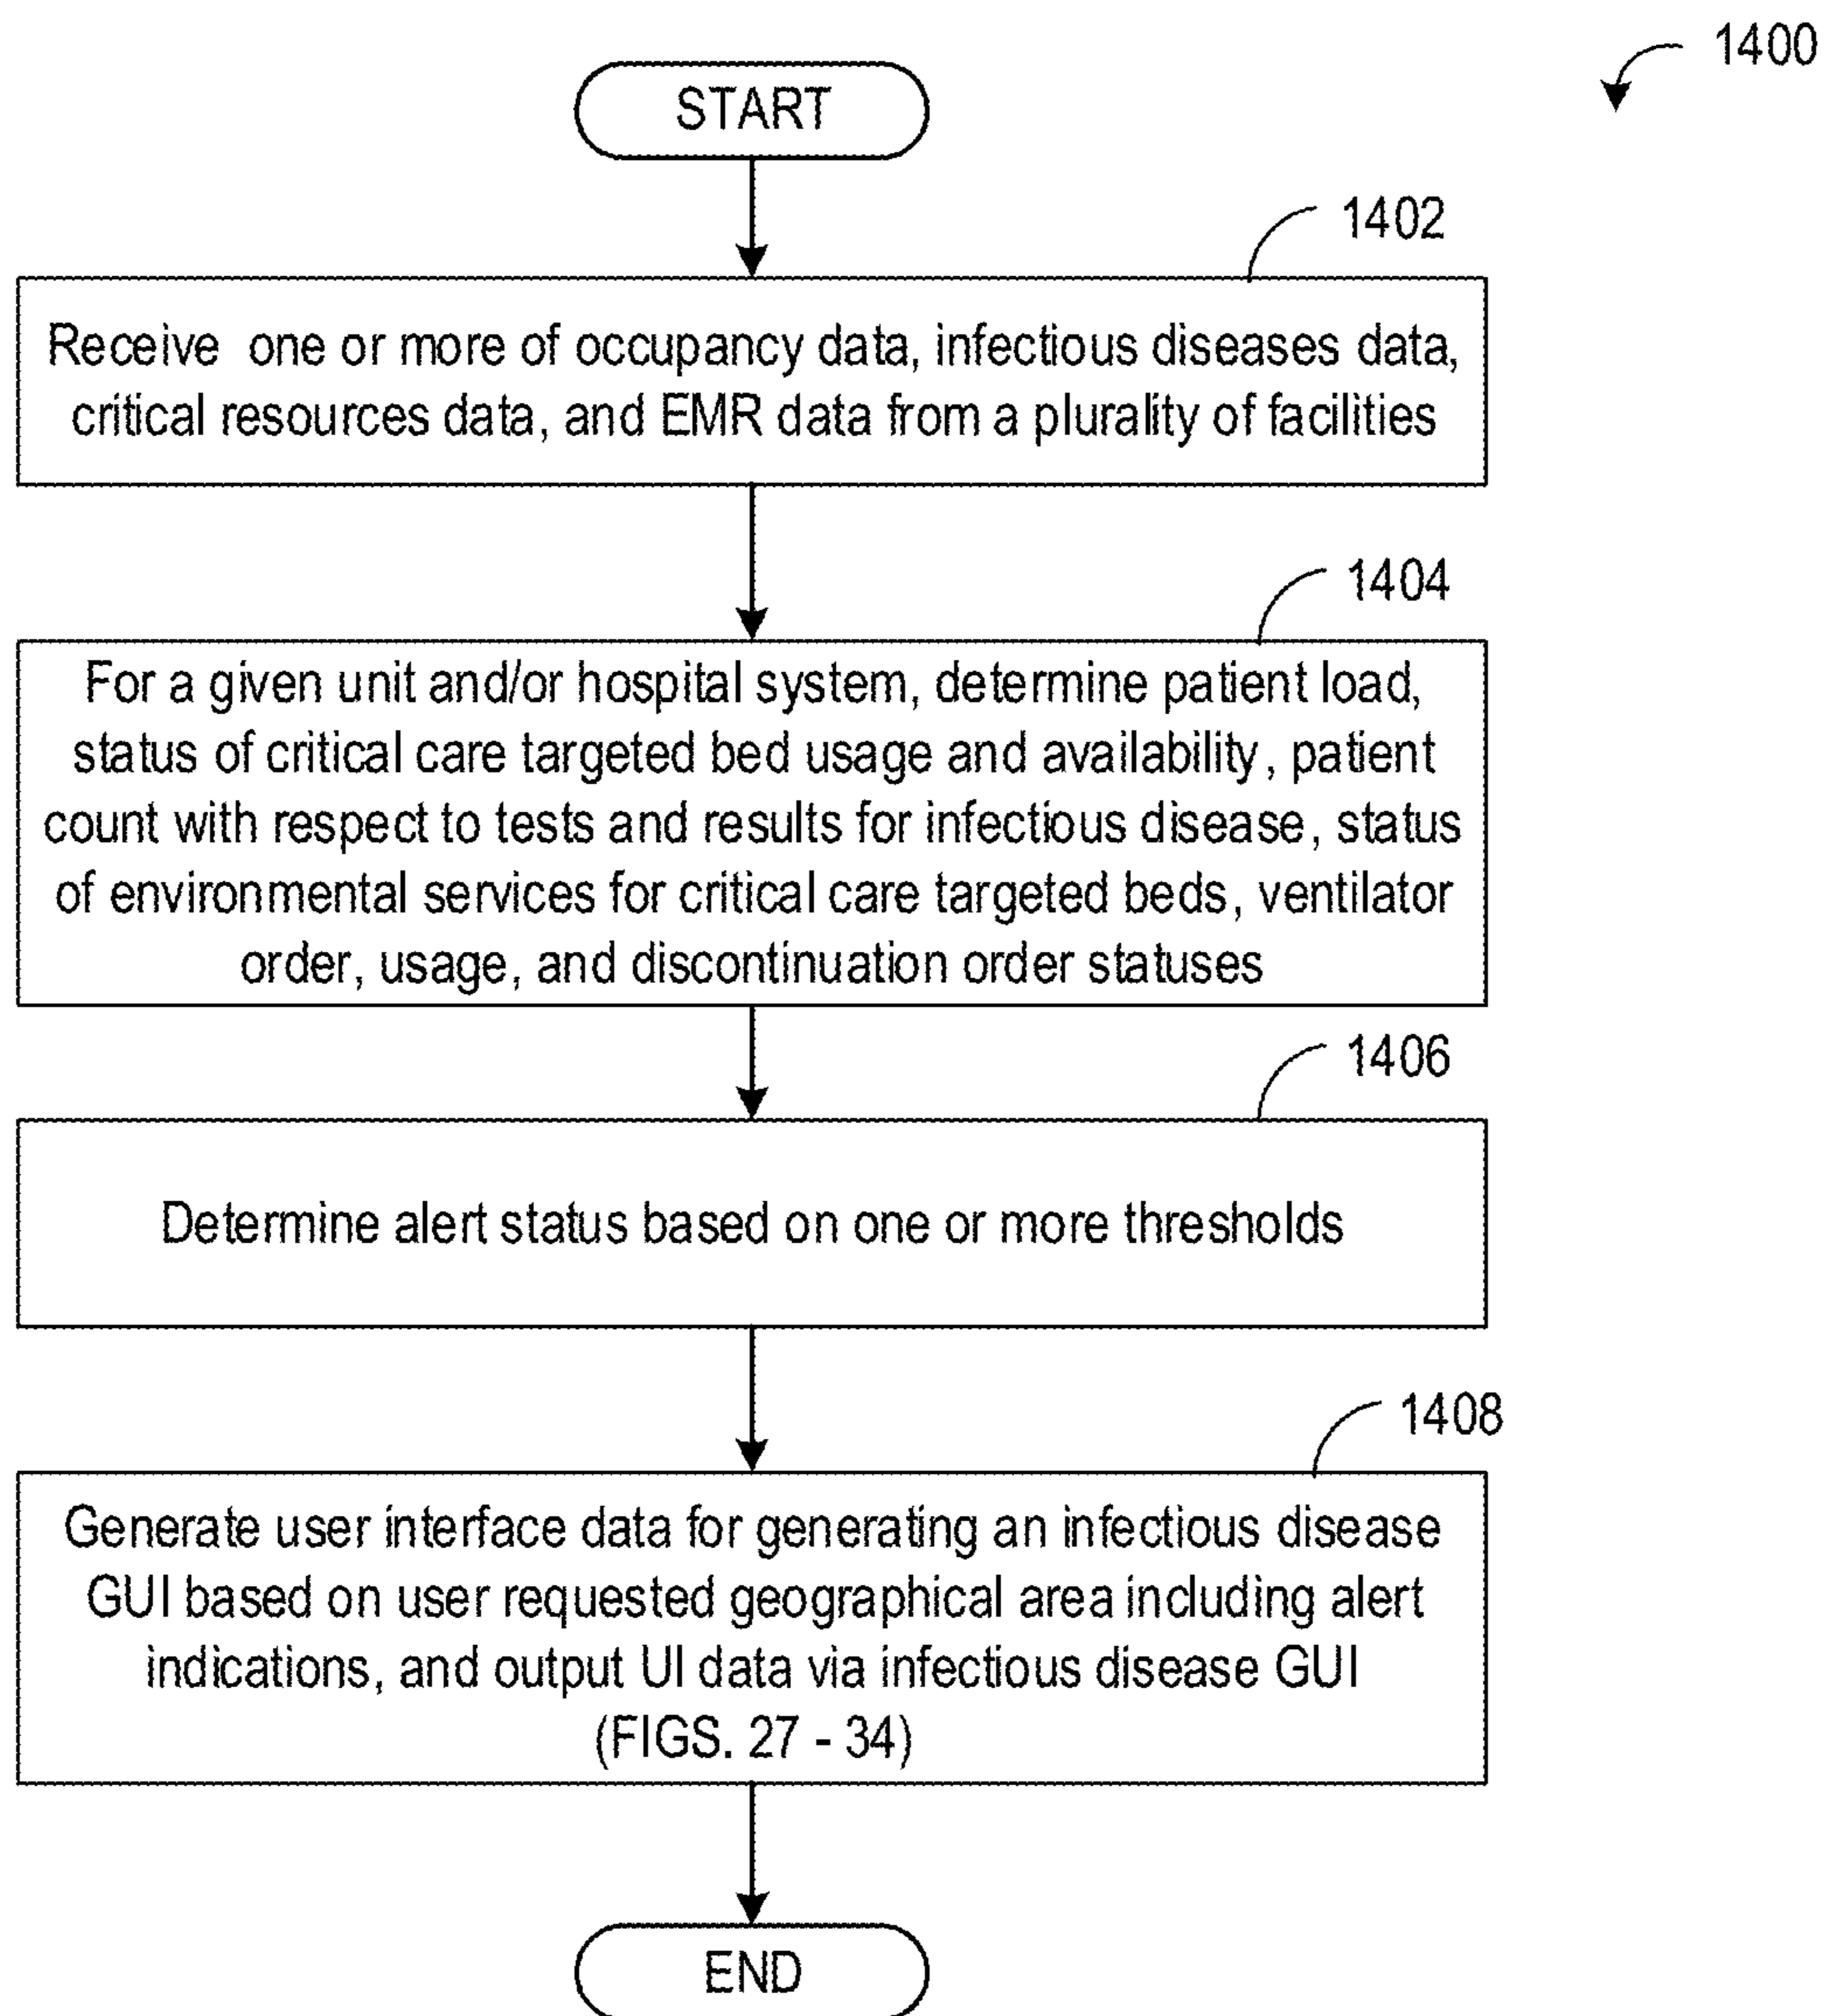 1400
START
1402
Receive one or more of occupancy data, infectious diseases data,
critical resources data, and EMR data from a plurality of facilities
1404
For a given unit and/or hospital system, determine patient load,
status of critical care targeted bed usage and availability, patient
count with respect to tests and results for infectious disease, status
of environmental services for critical care targeted beds, ventilator
order, usage, and discontinuation order statuses
1406
Determine alert status based on one or more thresholds
1408
Generate user interface data for generating an infectious disease
GUI based on user requested geographical area including alert
indications, and output UI data via infectious disease GUI
(FIGS. 27 - 34)
END